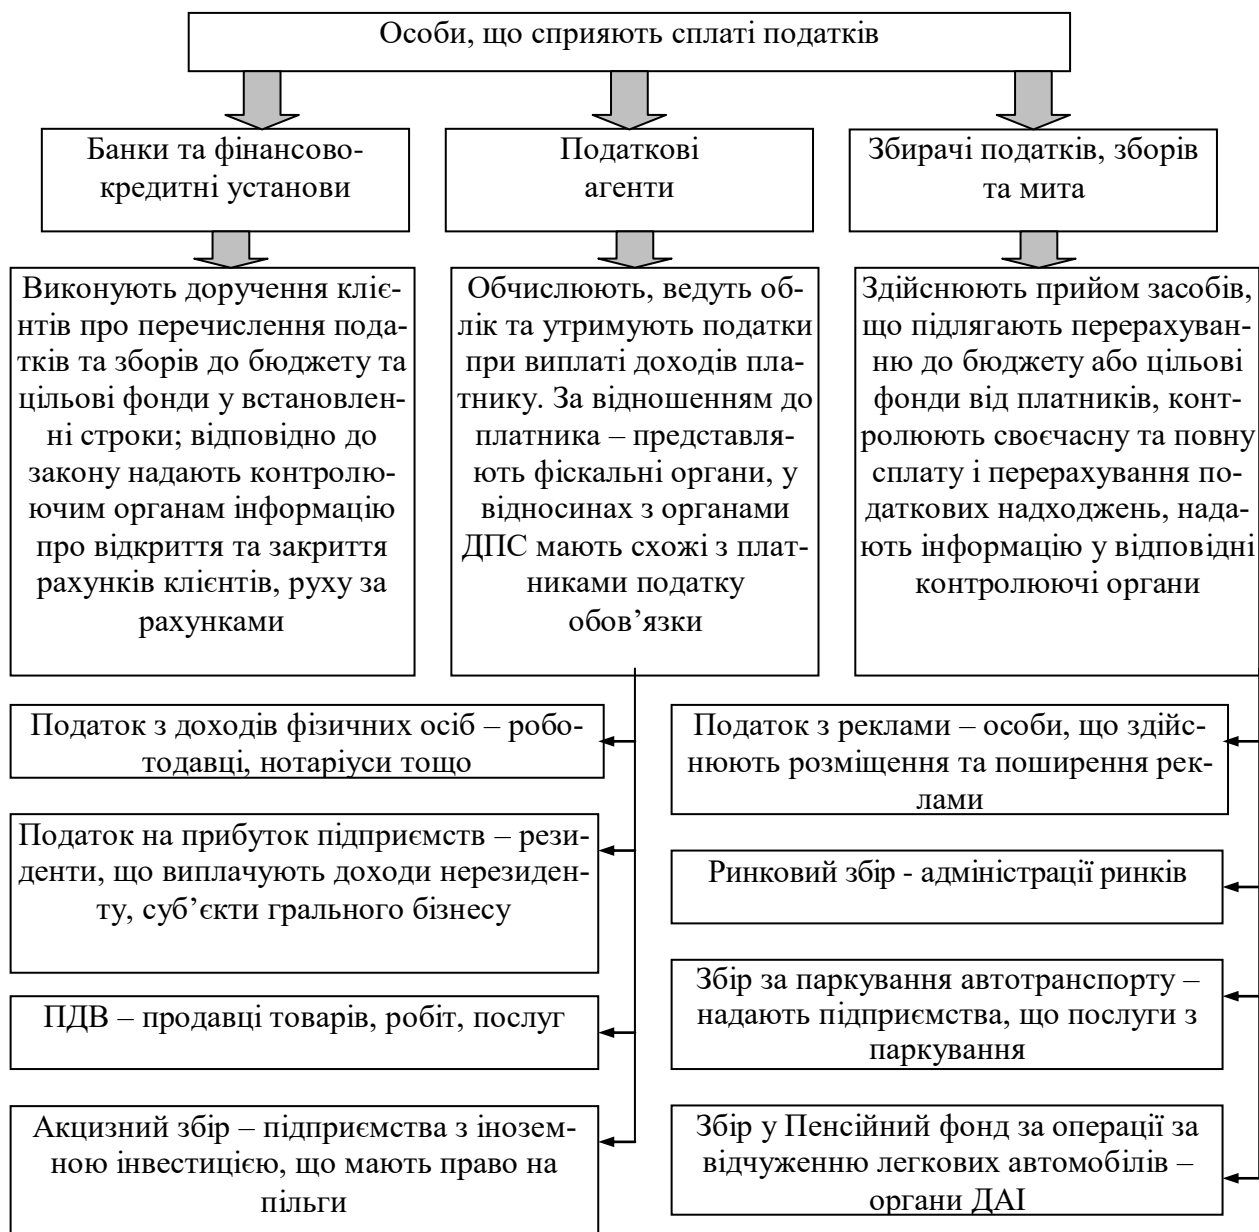 Особи, що сприяють сплаті податків
Банки та фінансово-
кредитні установи
Податкові
агенти
Збирачі податків, зборів
та мита
Виконують доручення кліє-
нтів про перечислення пода-
тків та зборів до бюджету та
цільові фонди у встановлен-
ні строки; відповідно до
закону надають контролю-
ючим органам інформацію
про відкриття та закриття
рахунків клієнтів, руху за
рахунками
Обчислюють, ведуть об-
лік та утримують податки
при виплаті доходів пла-
тнику. За відношенням до
платника – представля-
ють фіскальні органи, у
відносинах з органами
ДПС мають схожі з плат-
никами податку
обов’язки
Здійснюють прийом засобів,
що підлягають перерахуван-
ню до бюджету або цільові
фонди від платників, конт-
ролюють своєчасну та повну
сплату і перерахування по-
даткових надходжень, нада-
ють інформацію у відповідні
контролюючі органи
Податок з доходів фізичних осіб – робо-
тодавці, нотаріуси тощо
Податок на прибуток підприємств – рези-
денти, що виплачують доходи нерезиден-
ту, суб’єкти грального бізнесу
ПДВ – продавці товарів, робіт, послуг
Акцизний збір – підприємства з інозем-
ною інвестицією, що мають право на
пільги
Податок з реклами – особи, що здійс-
нюють розміщення та поширення рек-
лами
Ринковий збір - адміністрації ринків
Збір за паркування автотранспорту –
надають підприємства, що послуги з
паркування
Збір у Пенсійний фонд за операції за
відчуженню легкових автомобілів –
органи ДАІ